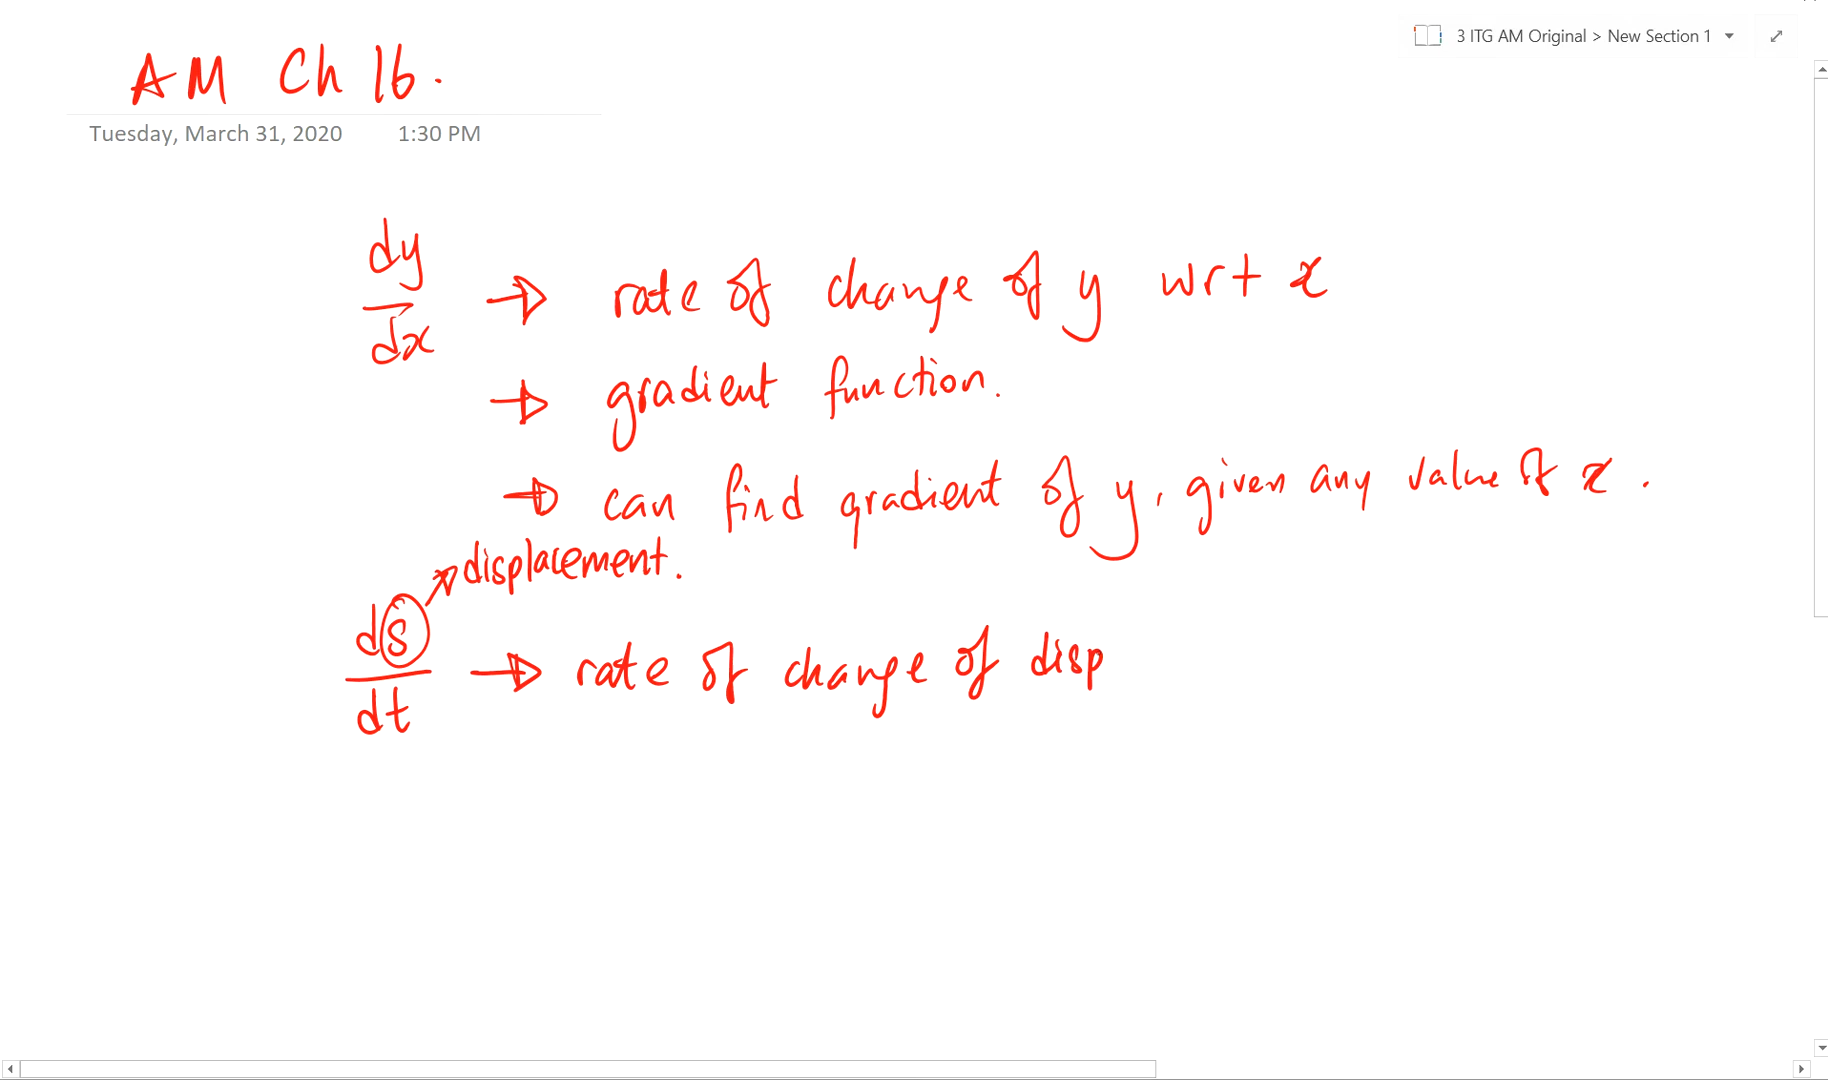 3 ITG AM Original > New Section 1
AM Ch 16.
Tuesday, March 31, 2020 1:30 PM
dy/dx → rate of change of y wrt x
→ gradient function.
→ can find gradient of y, given any value of x.
displacement.
ds/dt → rate of change of disp